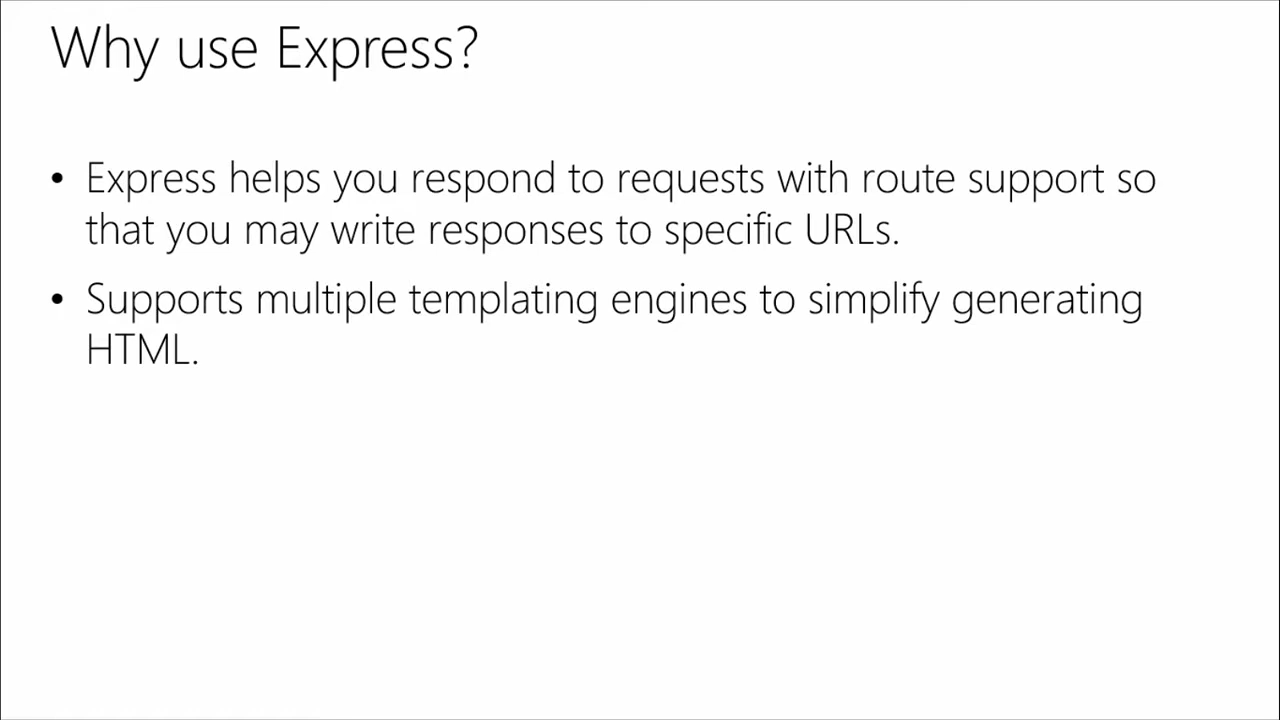 Why use Express?
• Express helps you respond to requests with route support so
that you may write responses to specific URLs.
• Supports multiple templating engines to simplify generating
HTML.